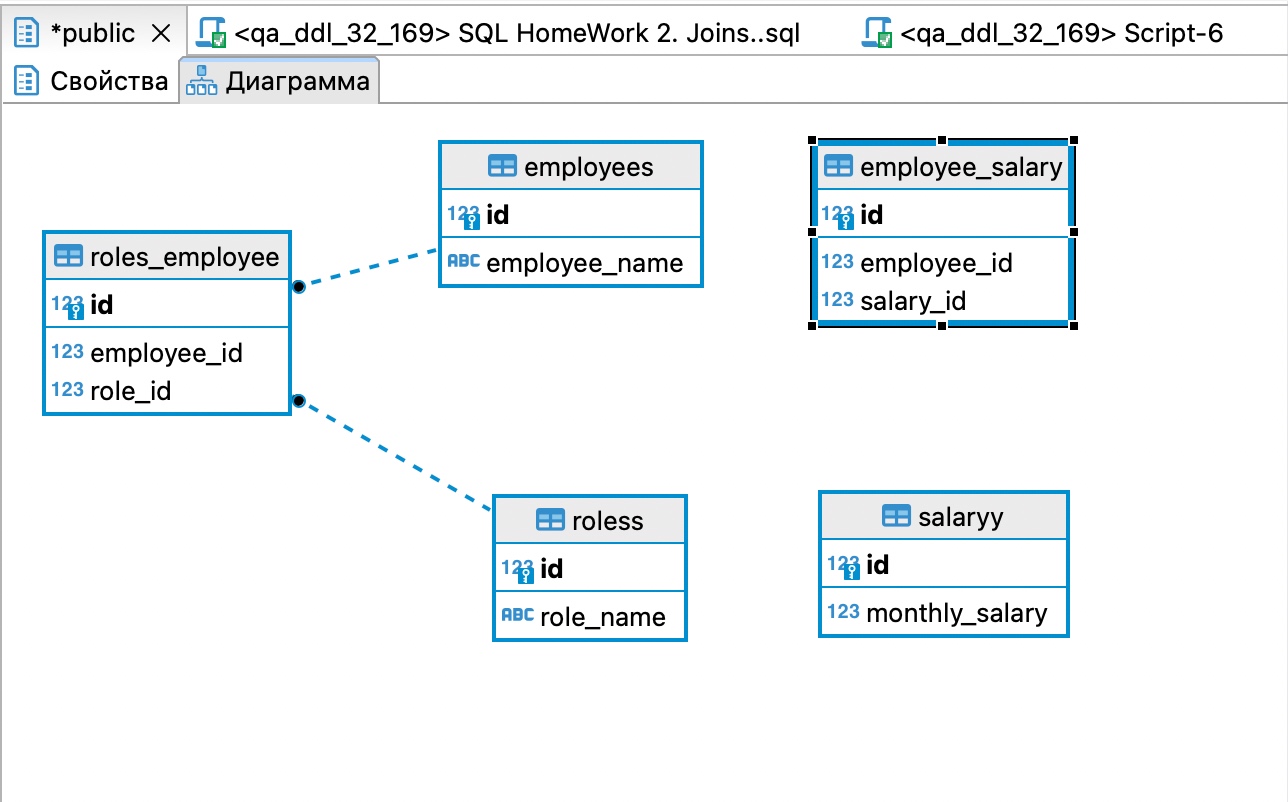 *public
<qa_ddl_32_169> SQL HomeWork 2. Joins..sql
<qa_ddl_32_169> Script-6
Свойства
Диаграмма
employees
123 id
ABC employee_name
employee_salary
123 id
123 employee_id
123 salary_id
roles_employee
123 id
123 employee_id
123 role_id
roless
123 id
ABC role_name
salaryy
123 id
123 monthly_salary